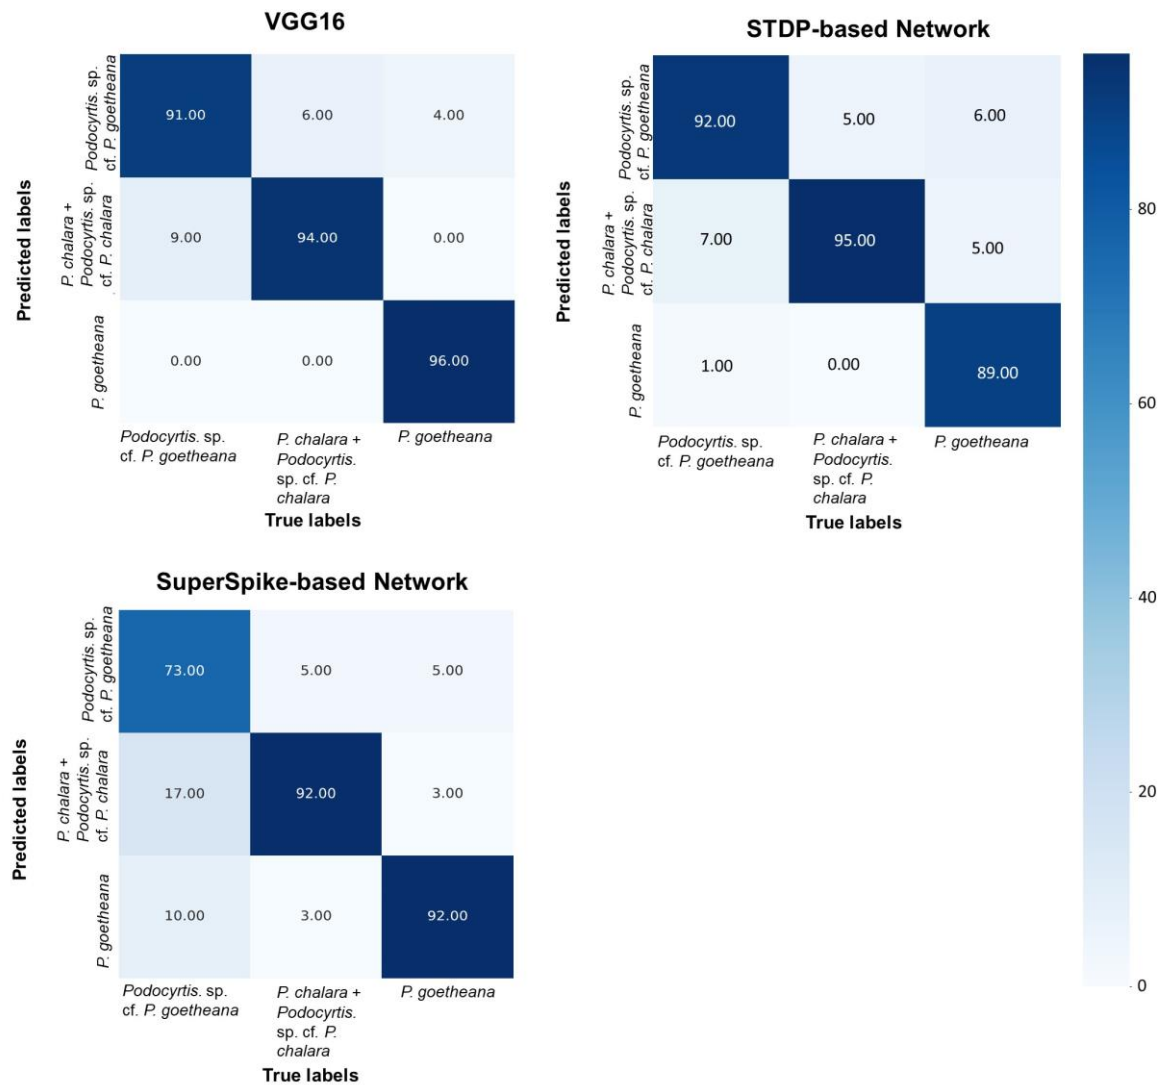 VGG16
Predicted labels
Podocyrtis. sp.
cf. P. goetheana
P. chalara +
Podocyrtis. sp.
cf. P. chalara
P. goetheana
91.00 6.00 4.00
9.00 94.00 0.00
0.00 0.00 96.00
Podocyrtis. sp.
cf. P. goetheana
P. chalara +
Podocyrtis.
sp. cf. P.
chalara
P. goetheana
True labels
STDP-based Network
Predicted labels
Podocyrtis. sp.
cf. P. goetheana
P. chalara +
Podocyrtis. sp.
cf. P. chalara
P. goetheana
92.00 5.00 6.00
7.00 95.00 5.00
1.00 0.00 89.00
Podocyrtis. sp.
cf. P. goetheana
P. chalara +
Podocyrtis.
sp. cf. P.
chalara
P. goetheana
True labels
80
60
40
20
0
SuperSpike-based Network
Predicted labels
Podocyrtis. sp.
cf. P. goetheana
P. chalara +
Podocyrtis. sp.
cf. P. chalara
P. goetheana
73.00 5.00 5.00
17.00 92.00 3.00
10.00 3.00 92.00
Podocyrtis. sp.
cf. P. goetheana
P. chalara +
Podocyrtis.
sp. cf. P.
chalara
P. goetheana
True labels